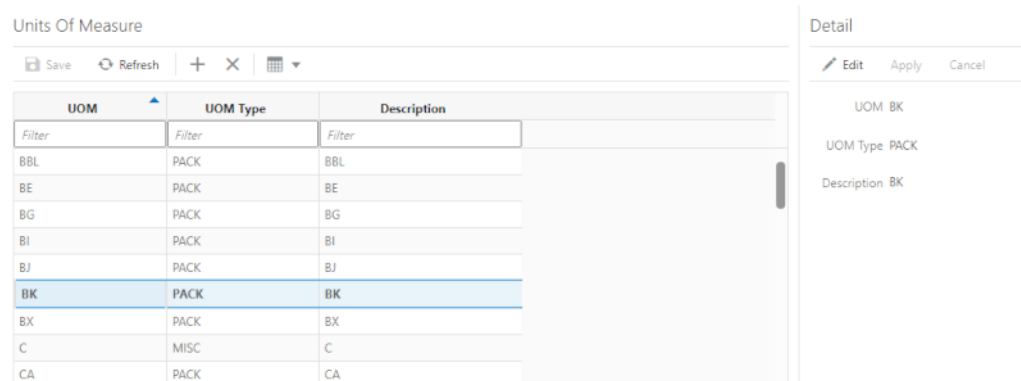 Units Of Measure
Save Refresh
UOM UOM Type Description
Filter Filter Filter
BBL PACK BBL
BE PACK BE
BG PACK BG
BI PACK BI
BJ PACK BJ
BK PACK BK
BX PACK BX
C MISC C
CA PACK CA
Detail
Edit Apply Cancel
UOM BK
UOM Type PACK
Description BK